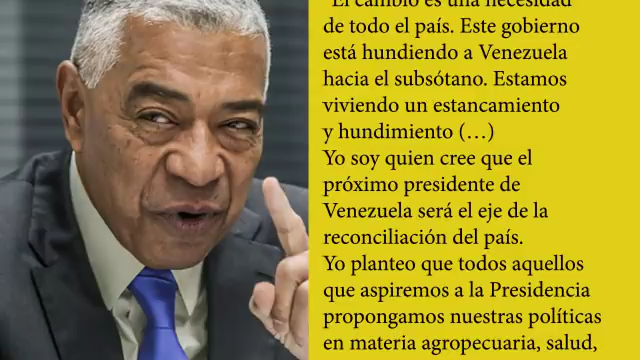 "El cambio es una necesidad
de todo el país. Este gobierno
está hundiendo a Venezuela
hacia el subsótano. Estamos
viviendo un estancamiento
y hundimiento (…)
Yo soy quien cree que el
próximo presidente de
Venezuela será el eje de la
reconciliación del país.
Yo planteo que todos aquellos
que aspiremos a la Presidencia
propongamos nuestras políticas
en materia agropecuaria, salud,